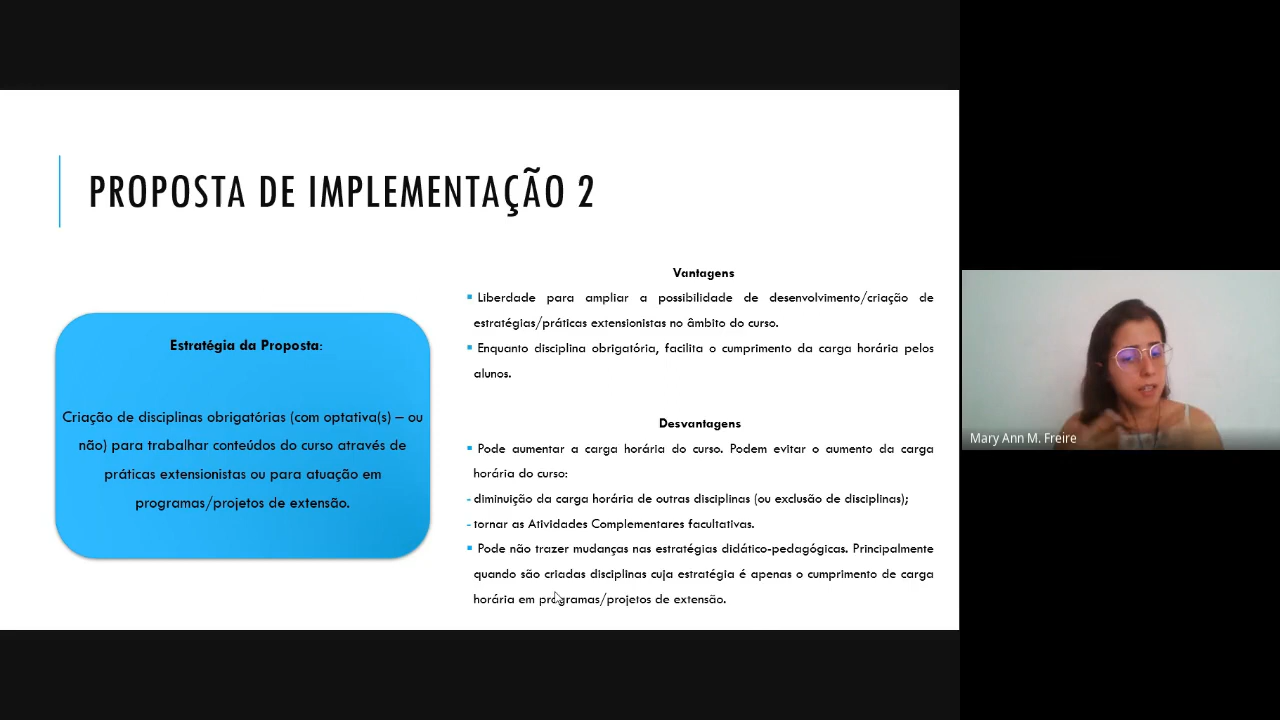 PROPOSTA DE IMPLEMENTAÇÃO 2
Estratégia da Proposta:
Criação de disciplinas obrigatórias (com optativa(s) – ou
não) para trabalhar conteúdos do curso através de
práticas extensionistas ou para atuação em
programas/projetos de extensão.
Vantagens
▪ Liberdade para ampliar a possibilidade de desenvolvimento/criação de
estratégias/práticas extensionistas no âmbito do curso.
▪ Enquanto disciplina obrigatória, facilita o cumprimento da carga horária pelos
alunos.
Desvantagens
▪ Pode aumentar a carga horária do curso. Podem evitar o aumento da carga
horária do curso:
- diminuição da carga horária de outras disciplinas (ou exclusão de disciplinas);
- tornar as Atividades Complementares facultativas.
▪ Pode não trazer mudanças nas estratégias didático-pedagógicas. Principalmente
quando são criadas disciplinas cuja estratégia é apenas o cumprimento de carga
horária em programas/projetos de extensão.
Mary Ann M. Freire